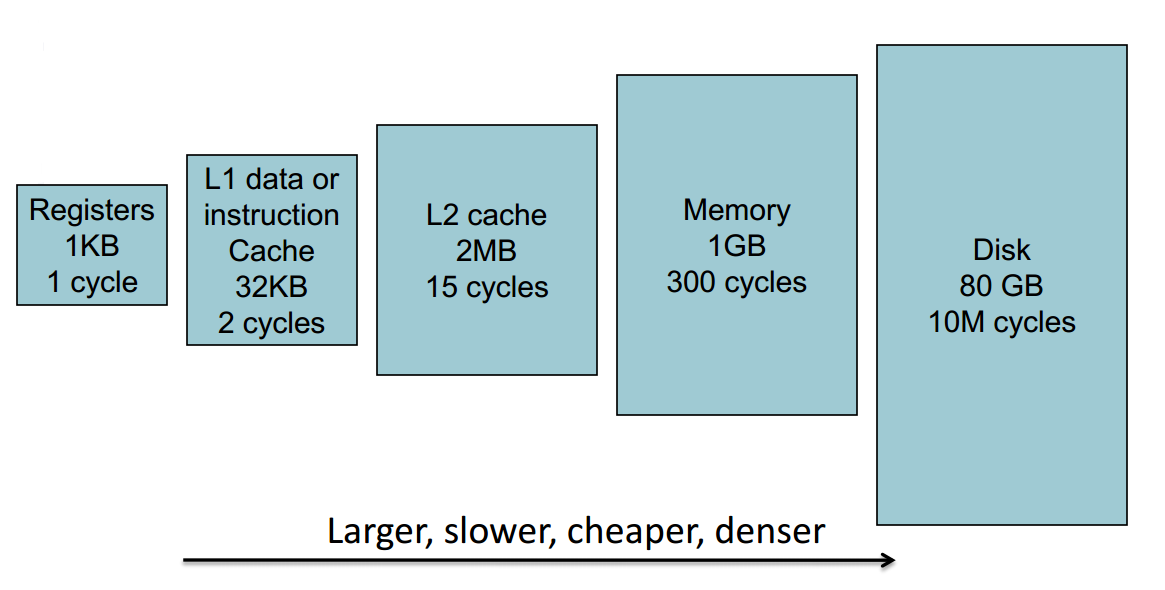 Registers
1KB
1 cycle
L1 data or
instruction
Cache
32KB
2 cycles
L2 cache
2MB
15 cycles
Memory
1GB
300 cycles
Disk
80 GB
10M cycles
Larger, slower, cheaper, denser